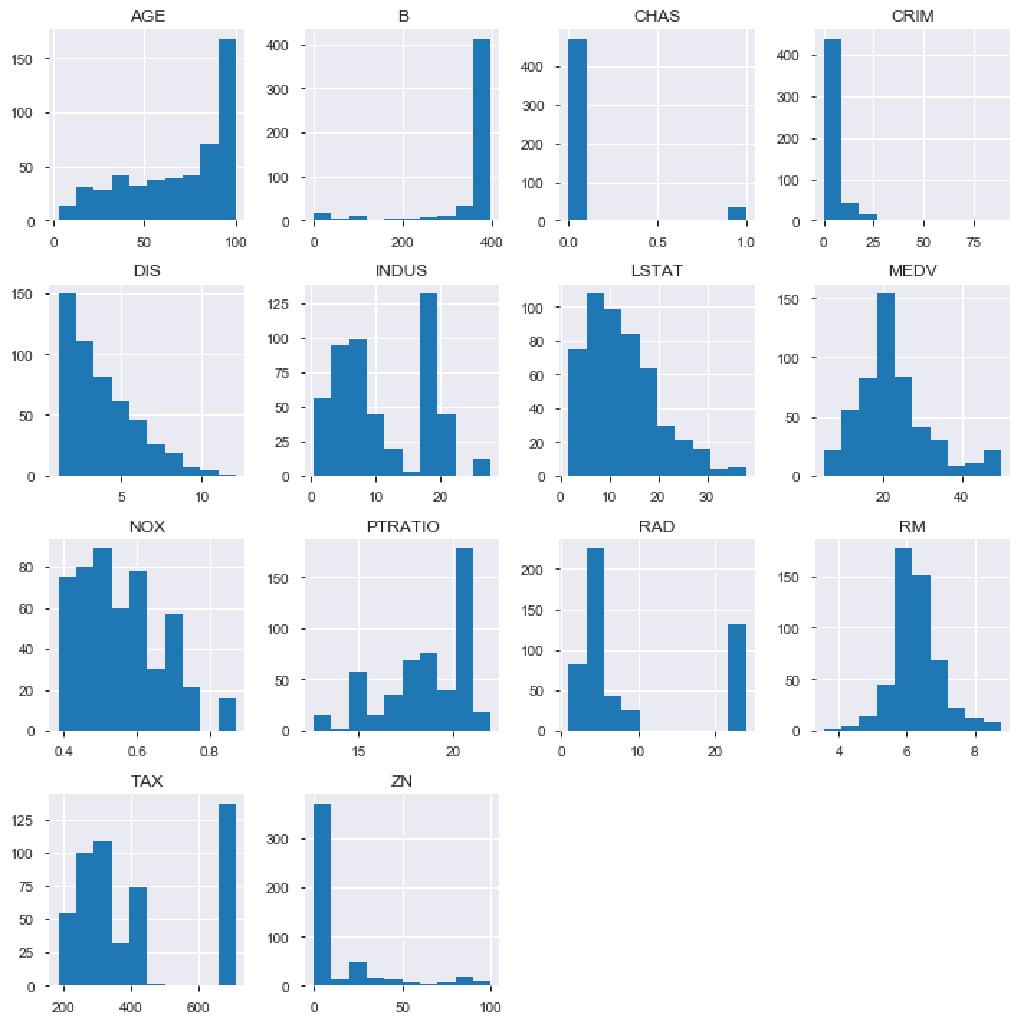 AGE B CHAS CRIM
150 400 400 400
100 300 300 300
50 200 200 200
0 100 100 100
0 0 0
0 50 100 0 200 400 0.0 0.5 1.0 0 25 50 75
DIS INDUS LSTAT MEDV
150 125 100 150
100 100 80 100
50 75 60 50
0 50 40 0
25 20
0 0
5 10 0 10 20 0 10 20 30 20 40
NOX PTRATIO RAD RM
80 150 200 150
60 100 150 100
40 50 100 50
20 0 50 0
0 0
0.4 0.6 0.8 15 20 0 10 20 4 6 8
TAX ZN
125 300
100 200
75 100
50 0
25
0
200 400 600 0 50 100